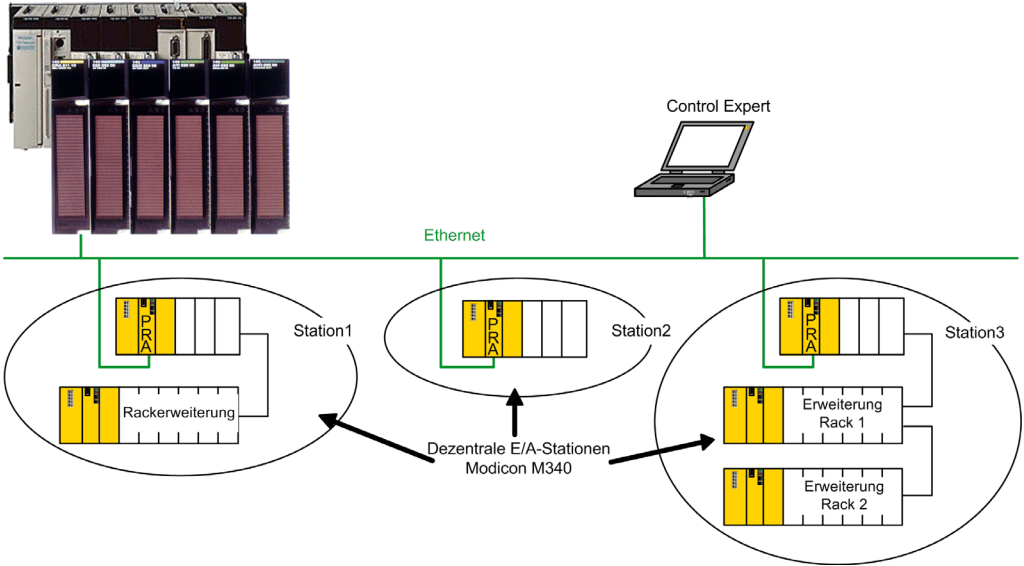 Control Expert
Ethernet
PRA
Station1
PRA
Station2
PRA
Station3
Rackerweiterung
Erweiterung
Rack 1
Dezentrale E/A-Stationen
Modicon M340
Erweiterung
Rack 2